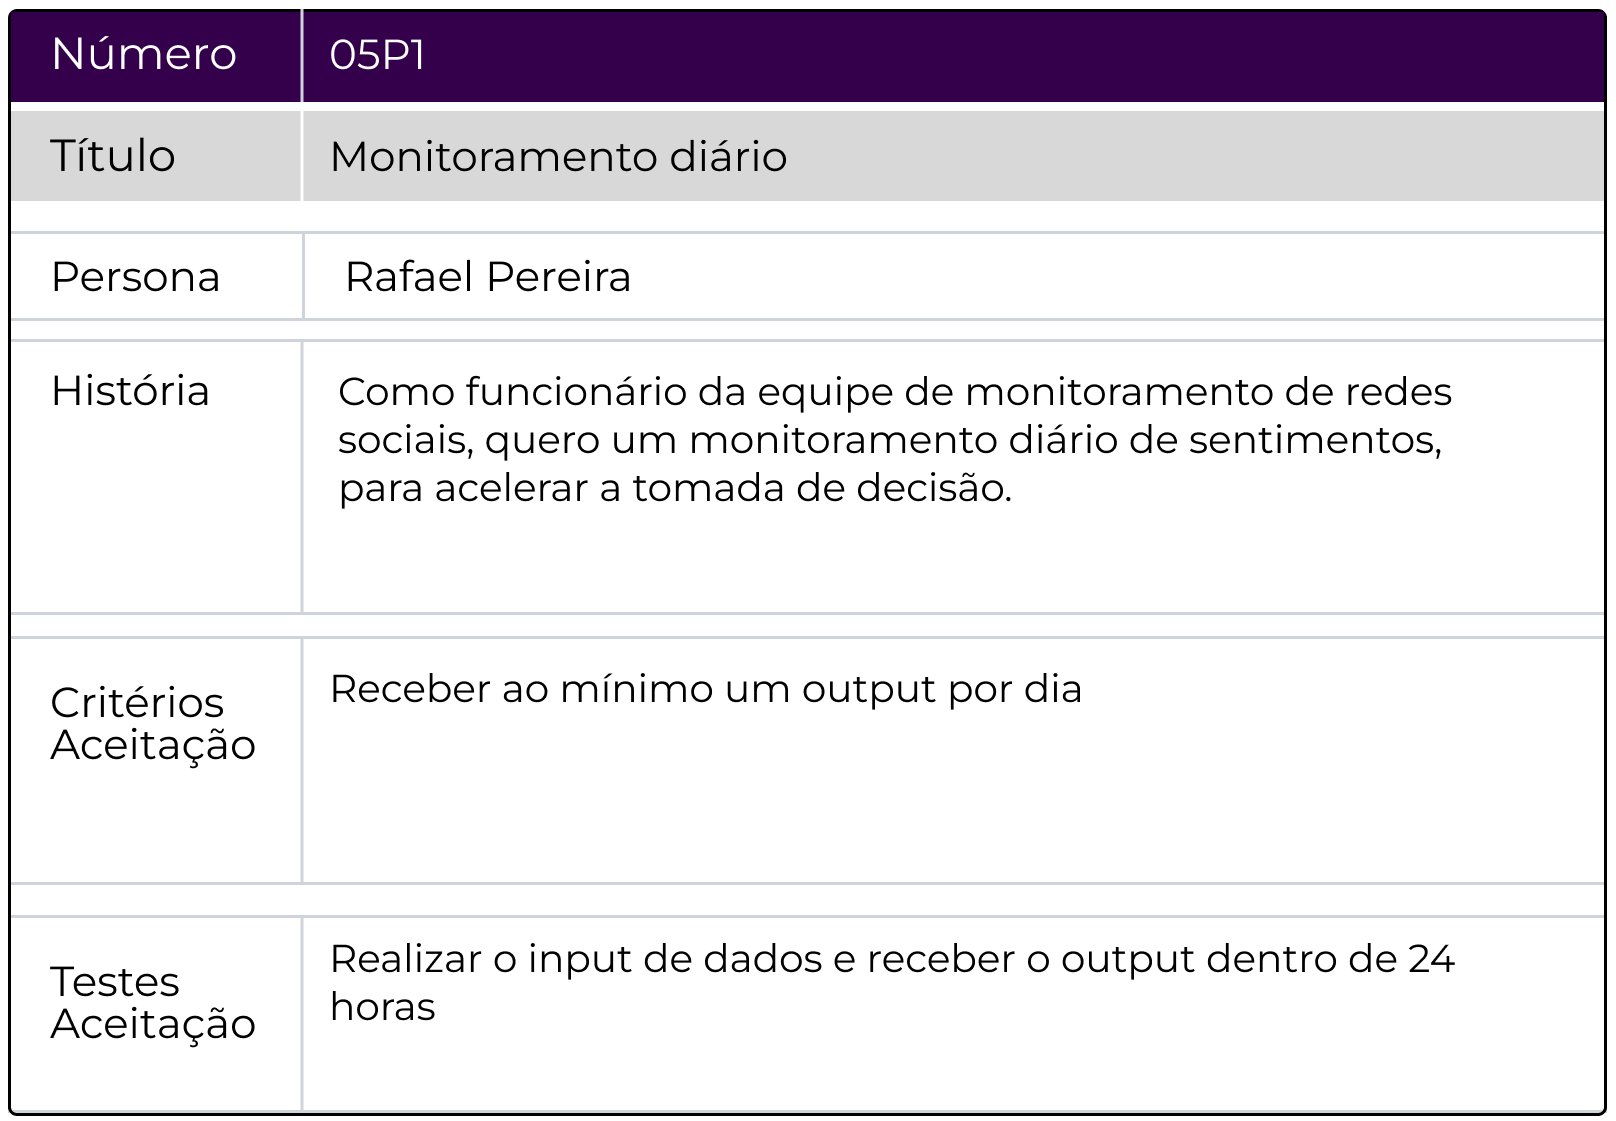 Número
05P1
Título
Monitoramento diário
Persona
Rafael Pereira
História
Como funcionário da equipe de monitoramento de redes
sociais, quero um monitoramento diário de sentimentos,
para acelerar a tomada de decisão.
Critérios
Aceitação
Receber ao mínimo um output por dia
Testes
Aceitação
Realizar o input de dados e receber o output dentro de 24
horas